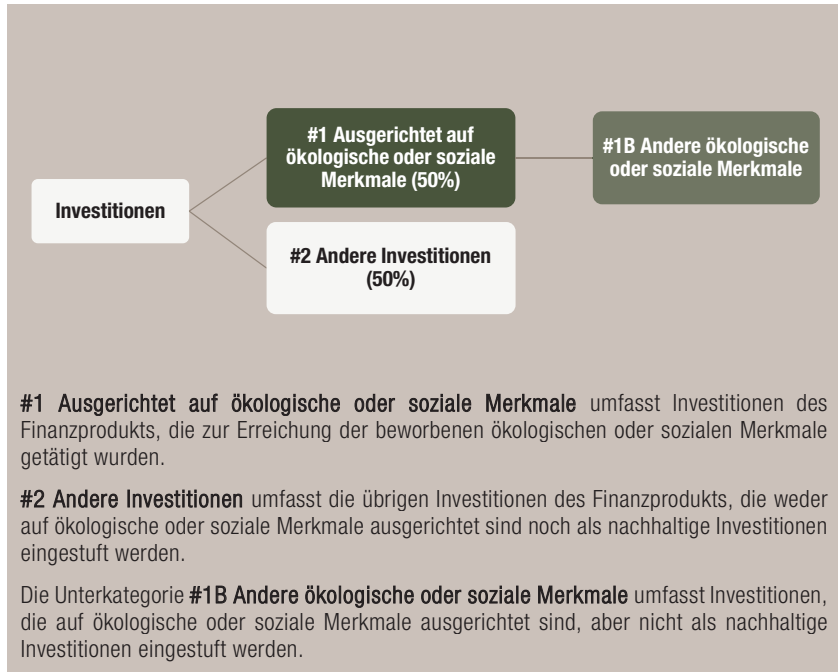 #1 Ausgerichtet auf
ökologische oder soziale
Merkmale (50%)
#1B Andere ökologische
oder soziale Merkmale
Investitionen
#2 Andere Investitionen
(50%)
#1 Ausgerichtet auf ökologische oder soziale Merkmale umfasst Investitionen des
Finanzprodukts, die zur Erreichung der beworbenen ökologischen oder sozialen Merkmale
getätigt wurden.
#2 Andere Investitionen umfasst die übrigen Investitionen des Finanzprodukts, die weder
auf ökologische oder soziale Merkmale ausgerichtet sind noch als nachhaltige Investitionen
eingestuft werden.
Die Unterkategorie #1B Andere ökologische oder soziale Merkmale umfasst Investitionen,
die auf ökologische oder soziale Merkmale ausgerichtet sind, aber nicht als nachhaltige
Investitionen eingestuft werden.